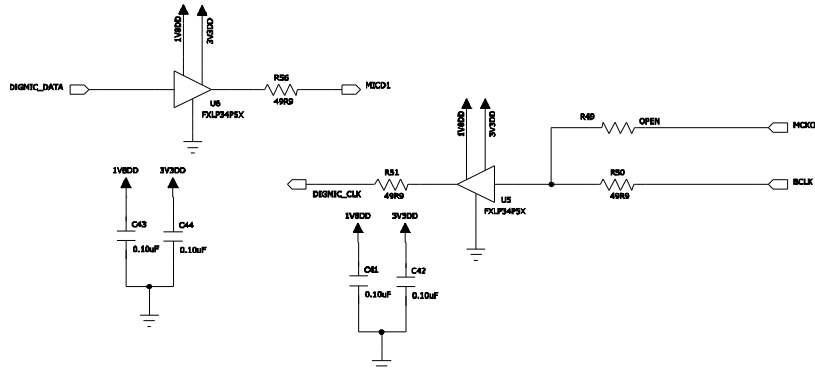 1V8DD
3V3DD
DIGMIC_DATA
U6
FXLP34P5X
R56
49R9
MICD1
1V8DD
3V3DD
R49
OPEN
MCKO
DIGMIC_CLK
R51
49R9
U5
FXLP34P5X
R50
49R9
BCLK
1V8DD
3V3DD
C43
0.10uF
C44
0.10uF
1V8DD
3V3DD
C41
0.10uF
C42
0.10uF